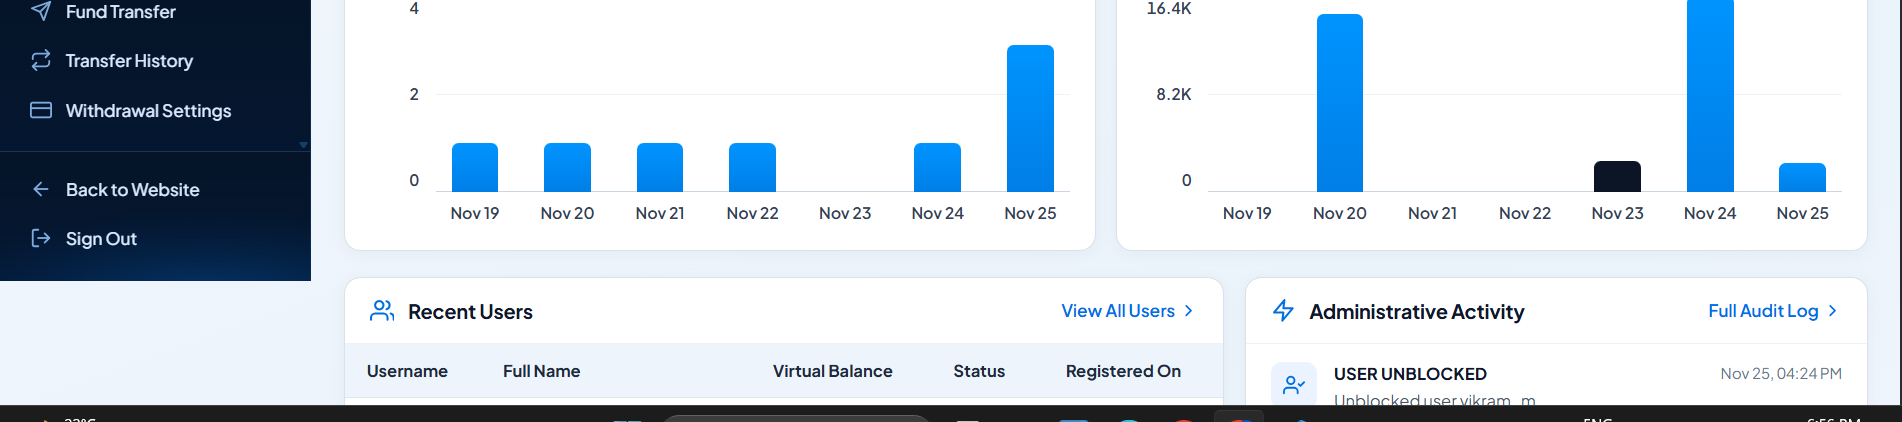 Fund Transfer
Transfer History
Withdrawal Settings
Back to Website
Sign Out
4
2
0
Nov 19 Nov 20 Nov 21 Nov 22 Nov 23 Nov 24 Nov 25
16.4K
8.2K
0
Nov 19 Nov 20 Nov 21 Nov 22 Nov 23 Nov 24 Nov 25
Recent Users View All Users
Username Full Name Virtual Balance Status Registered On
Administrative Activity Full Audit Log
USER UNBLOCKED Nov 25, 04:24 PM
Unblocked user vikram_m